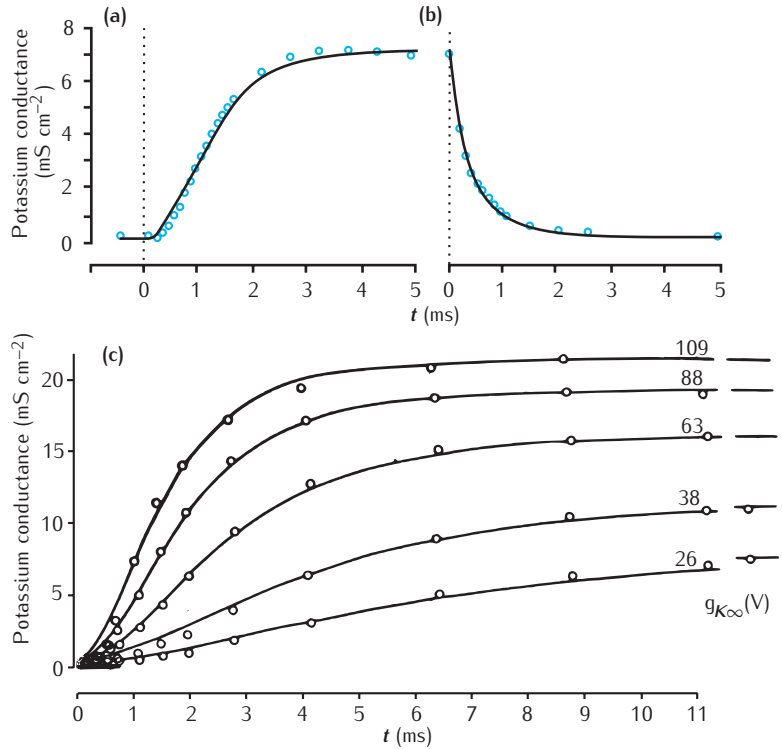 (a)
(b)
Potassium conductance
(mS cm−2)
8
6
4
2
0
0 1 2 3 4 5
0 1 2 3 4 5
t (ms)
(c)
Potassium conductance (mS cm−2)
20
15
10
5
0
109
88
63
38
26
gK∞(V)
0 1 2 3 4 5 6 7 8 9 10 11
t (ms)